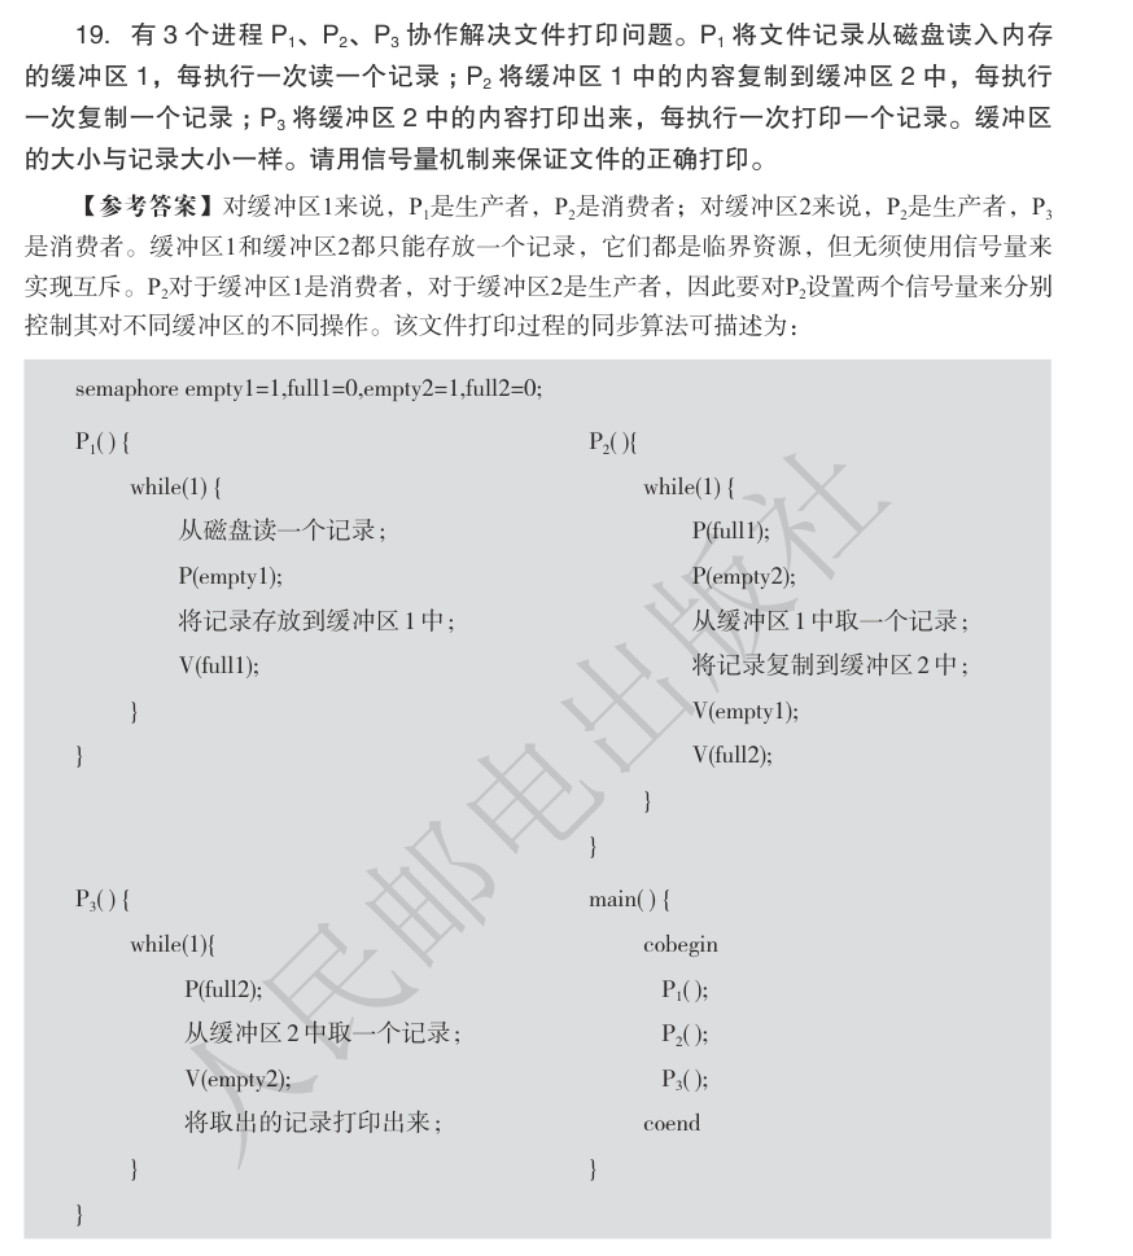 19. 有 3 个进程 P₁、P₂、P₃ 协作解决文件打印问题。P₁ 将文件记录从磁盘读入内存
的缓冲区 1，每执行一次读一个记录；P₂ 将缓冲区 1 中的内容复制到缓冲区 2 中，每执行
一次复制一个记录；P₃ 将缓冲区 2 中的内容打印出来，每执行一次打印一个记录。缓冲区
的大小与记录大小一样。请用信号量机制来保证文件的正确打印。
【参考答案】对缓冲区1来说，P₁是生产者，P₂是消费者；对缓冲区2来说，P₂是生产者，P₃
是消费者。缓冲区1和缓冲区2都只能存放一个记录，它们都是临界资源，但无须使用信号量来
实现互斥。P₂对于缓冲区1是消费者，对于缓冲区2是生产者，因此要对P₂设置两个信号量来分别
控制其对不同缓冲区的不同操作。该文件打印过程的同步算法可描述为：
semaphore empty1=1,full1=0,empty2=1,full2=0;
P₁( ) {
while(1) {
从磁盘读一个记录；
P(empty1);
将记录存放到缓冲区 1 中；
V(full1);
}
}
P₂( ){
while(1) {
P(full1);
P(empty2);
从缓冲区 1 中取一个记录；
将记录复制到缓冲区 2 中；
V(empty1);
V(full2);
}
}
P₃( ) {
while(1){
P(full2);
从缓冲区 2 中取一个记录；
V(empty2);
将取出的记录打印出来；
}
}
main( ) {
cobegin
P₁( );
P₂( );
P₃( );
coend
}
人民邮电出版社